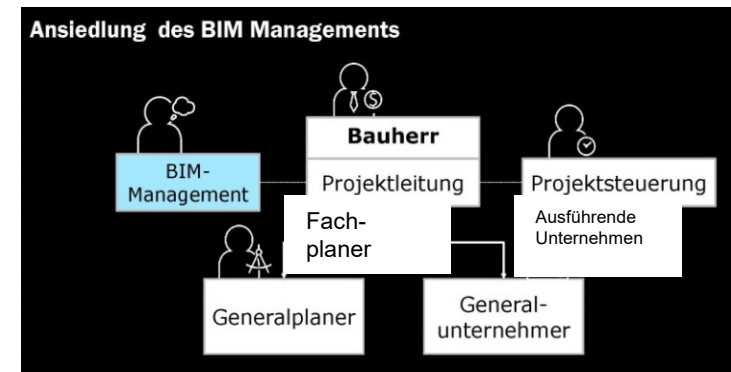 Ansiedlung des BIM Managements
Bauherr
BIM-
Management
Projektleitung
Projektsteuerung
Fach-
planer
Ausführende
Unternehmen
Generalplaner
General-
unternehmer